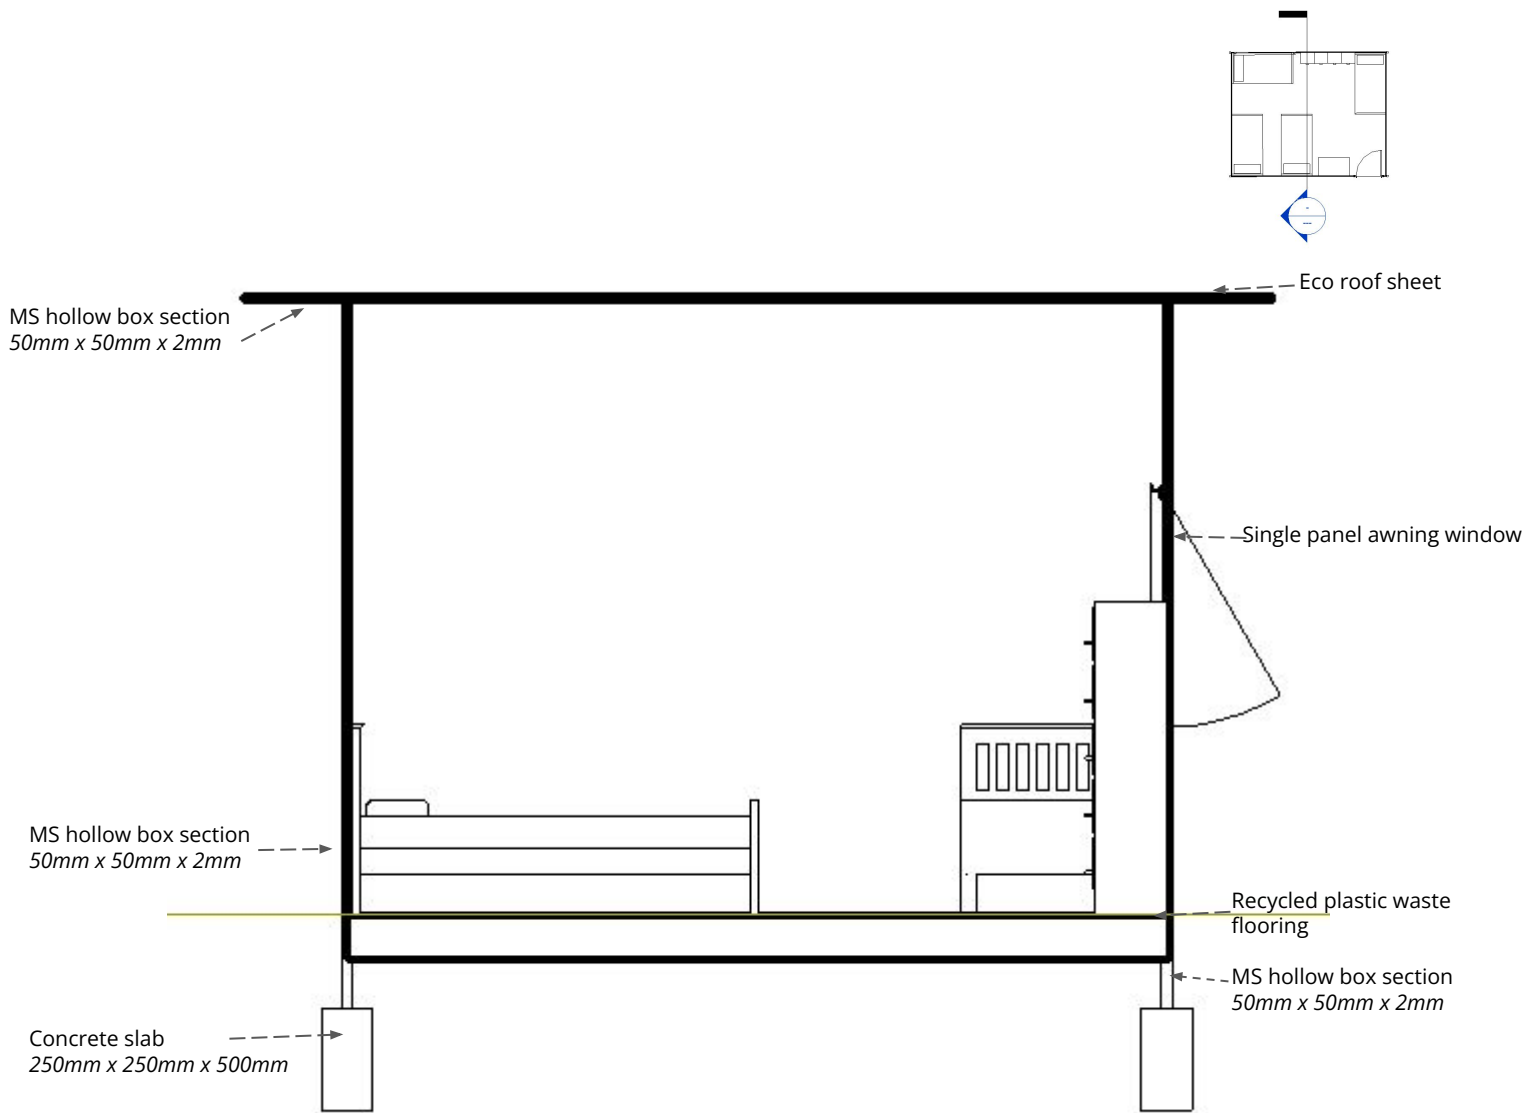 Eco roof sheet
MS hollow box section
50mm x 50mm x 2mm
Single panel awning window
MS hollow box section
50mm x 50mm x 2mm
Recycled plastic waste
flooring
MS hollow box section
50mm x 50mm x 2mm
Concrete slab
250mm x 250mm x 500mm